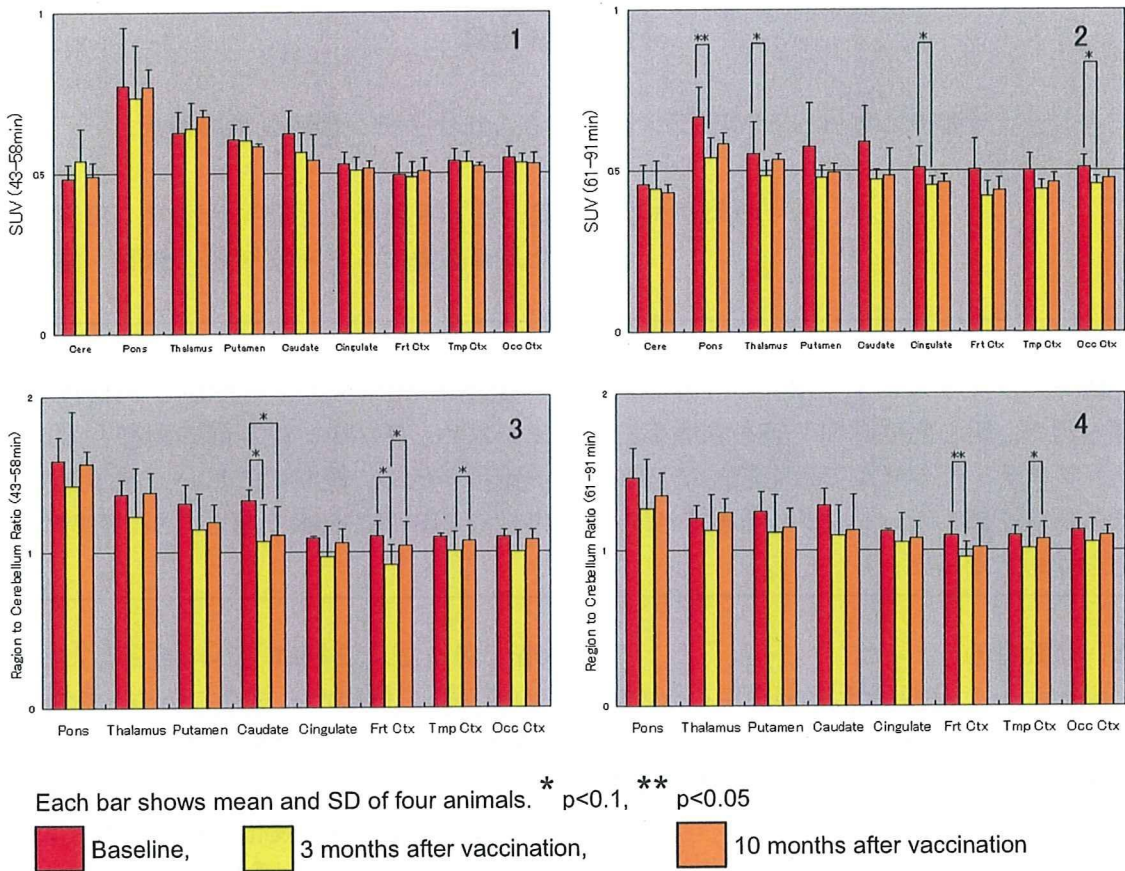 1
1
SUV (43-58min)
05
0
** * * *
Cere Pons Thalamus Putamen Caudate Cingulate Frt Ctx Tmp Ctx Occ Ctx
1
2
SUV (61-91min)
05
0
Cere Pons Thalamus Putamen Caudate Cingulate Frt Ctx Tmp Ctx Occ Ctx
2
3
Ragion to Cerebellum Ratio (43-58min)
1
0
* * * * *
Pons Thalamus Putamen Caudate Cingulate Frt Ctx Tmp Ctx Occ Ctx
2
4
Region to Crebellum Ratio (61-91min)
1
0
** *
Pons Thalamus Putamen Caudate Cingulate Frt Ctx Tmp Ctx Occ Ctx
Each bar shows mean and SD of four animals. * p<0.1, ** p<0.05
Baseline, 3 months after vaccination, 10 months after vaccination